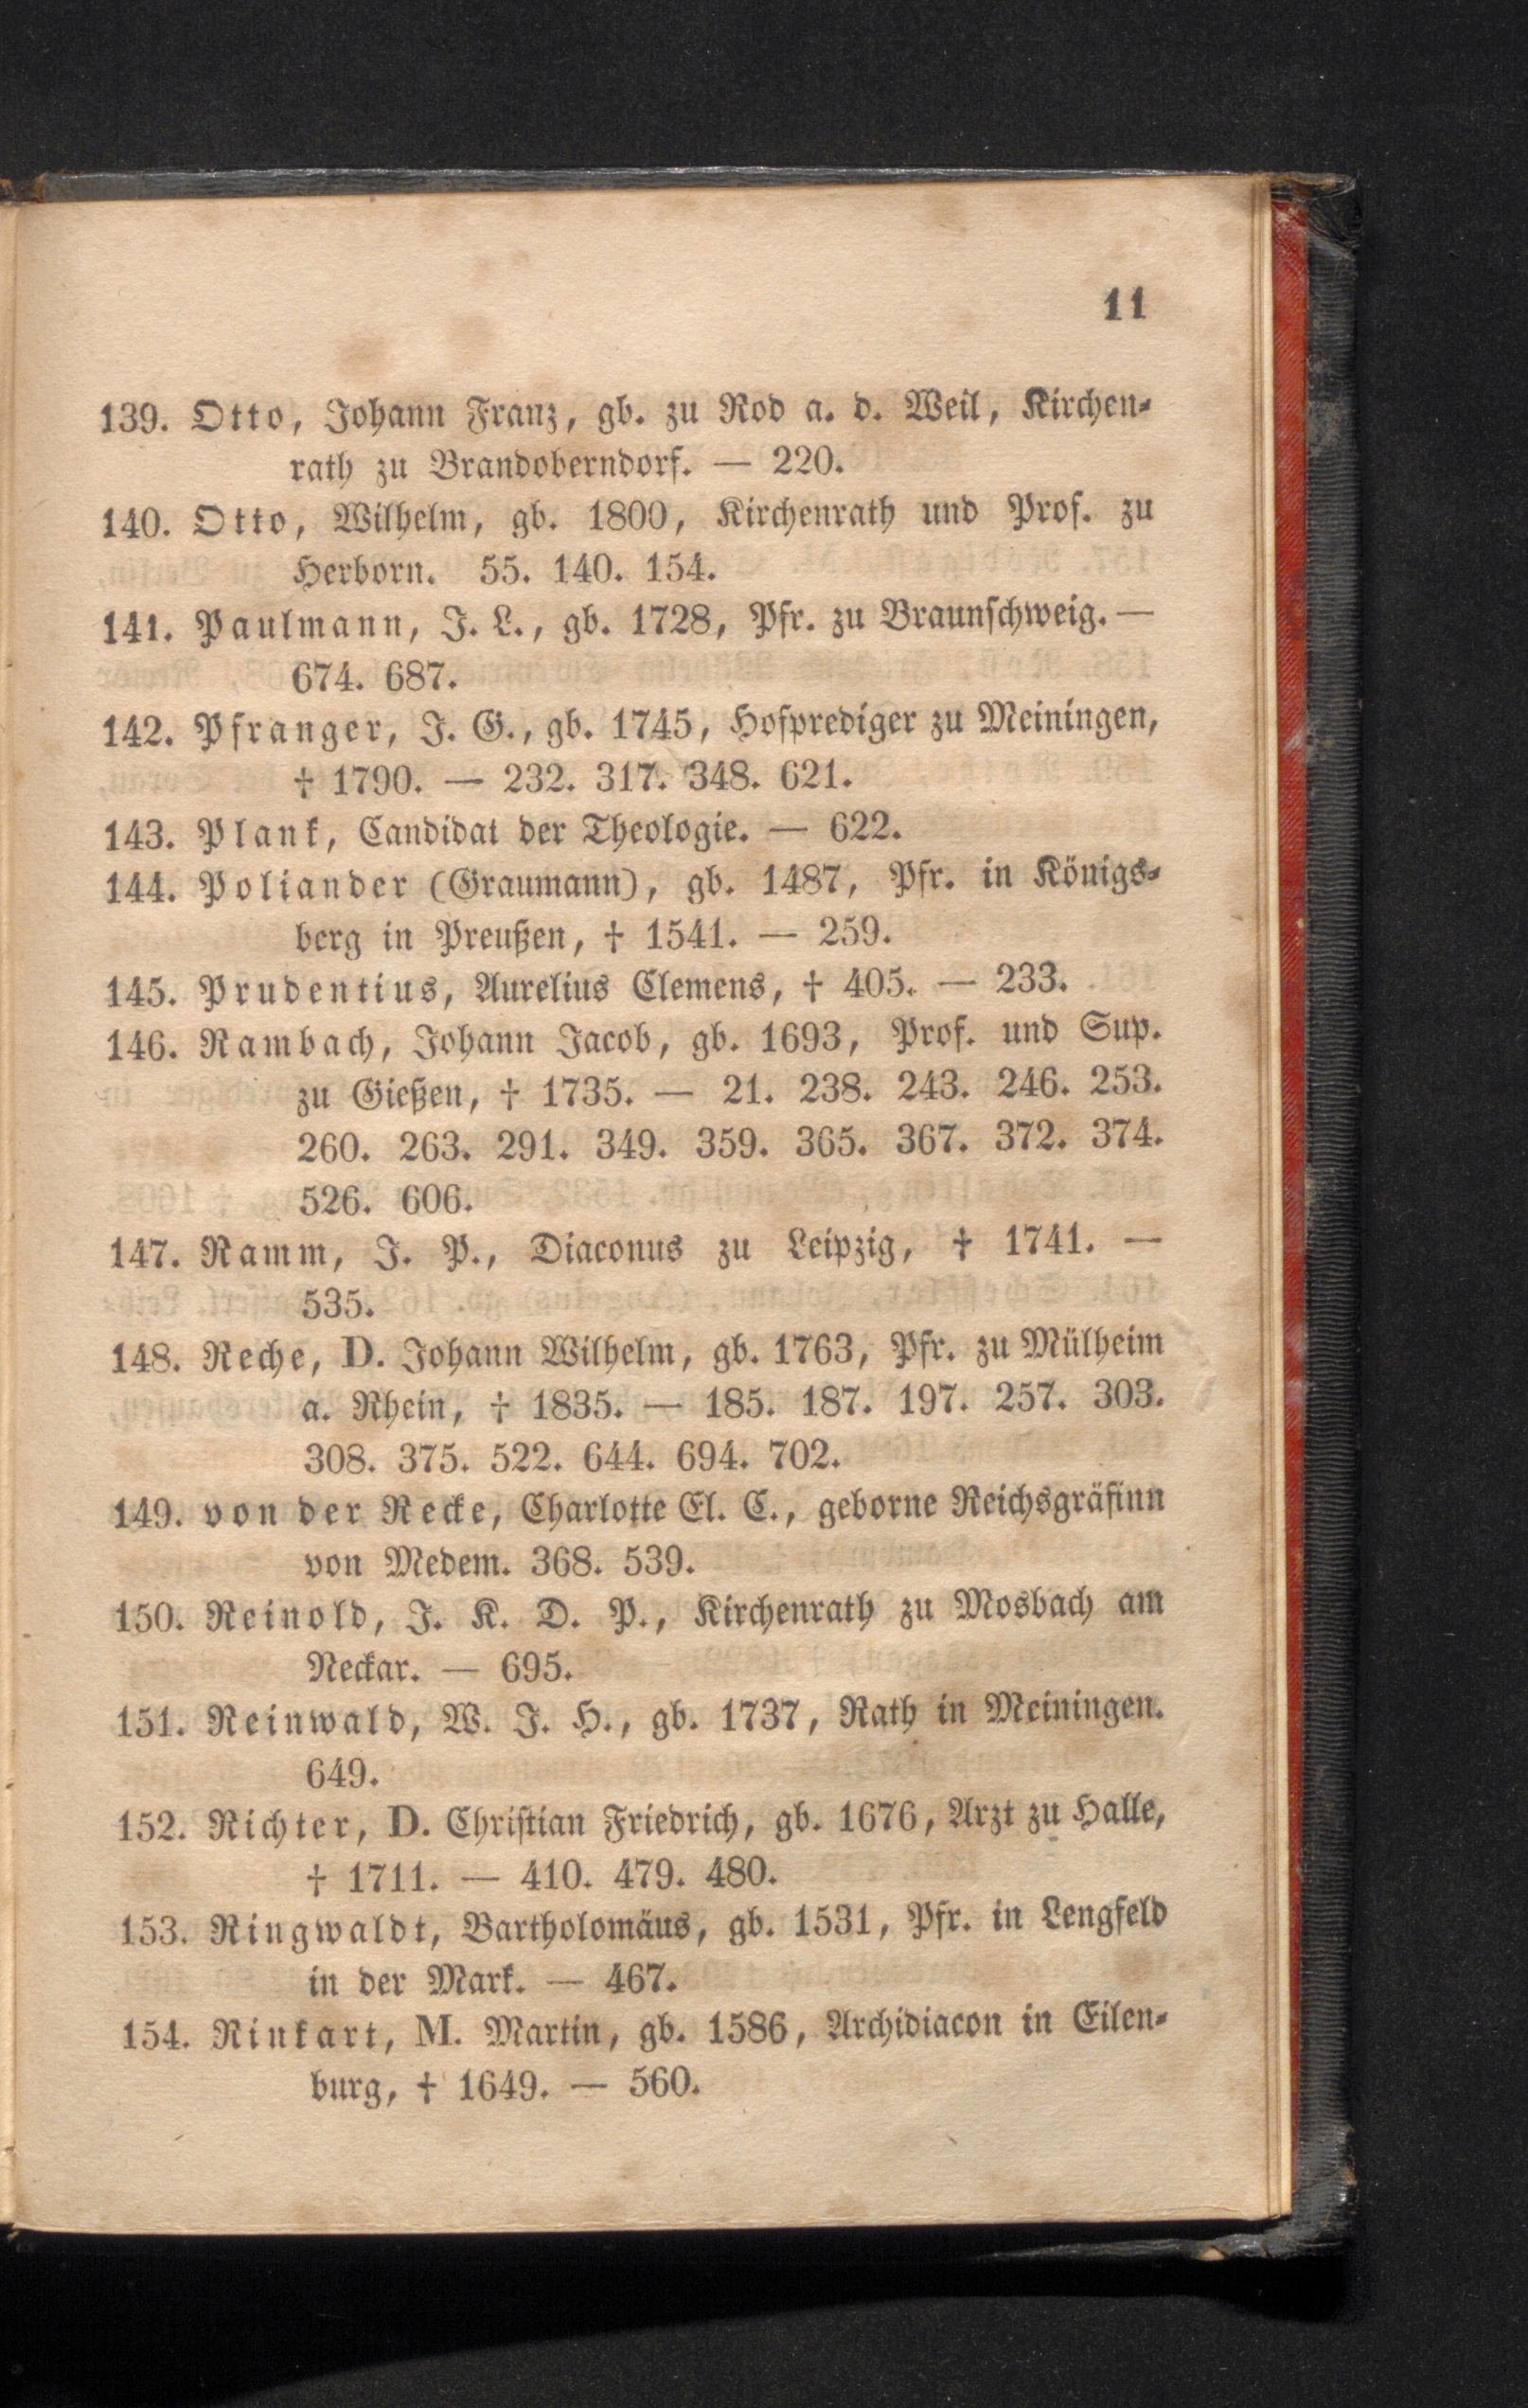 11
139. Otto, Johann Franz, gb. zu Rod a. d. Weil, Kirchen-
rath zu Brandoberndorf. — 220.
140. Otto, Wilhelm, gb. 1800, Kirchenrath und Prof. zu
Herborn. 55. 140. 154.
141. Paulmann, J. L., gb. 1728, Pfr. zu Braunschweig. —
674. 687.
142. Pfranger, J. G., gb. 1745, Hofprediger zu Meiningen,
† 1790. — 232. 317. 348. 621.
143. Plank, Candidat der Theologie. — 622.
144. Poliander (Graumann), gb. 1487, Pfr. in Königs-
berg in Preußen, † 1541. — 259.
145. Prudentius, Aurelius Clemens, † 405. — 233.
146. Rambach, Johann Jacob, gb. 1693, Prof. und Sup.
zu Gießen, † 1735. — 21. 238. 243. 246. 253.
260. 263. 291. 349. 359. 365. 367. 372. 374.
526. 606.
147. Ramm, J. P., Diaconus zu Leipzig, † 1741. —
535.
148. Reche, D. Johann Wilhelm, gb. 1763, Pfr. zu Mülheim
a. Rhein, † 1835. — 185. 187. 197. 257. 303.
308. 375. 522. 644. 694. 702.
149. von der Recke, Charlotte El. C., geborne Reichsgräfinn
von Medem. 368. 539.
150. Reinold, J. K. D. P., Kirchenrath zu Mosbach am
Neckar. — 695.
151. Reinwald, W. J. H., gb. 1737, Rath in Meiningen.
649.
152. Richter, D. Christian Friedrich, gb. 1676, Arzt zu Halle,
† 1711. — 410. 479. 480.
153. Ringwaldt, Bartholomäus, gb. 1531, Pfr. in Lengfeld
in der Mark. — 467.
154. Rinkart, M. Martin, gb. 1586, Archidiacon in Eilen-
burg, † 1649. — 560.